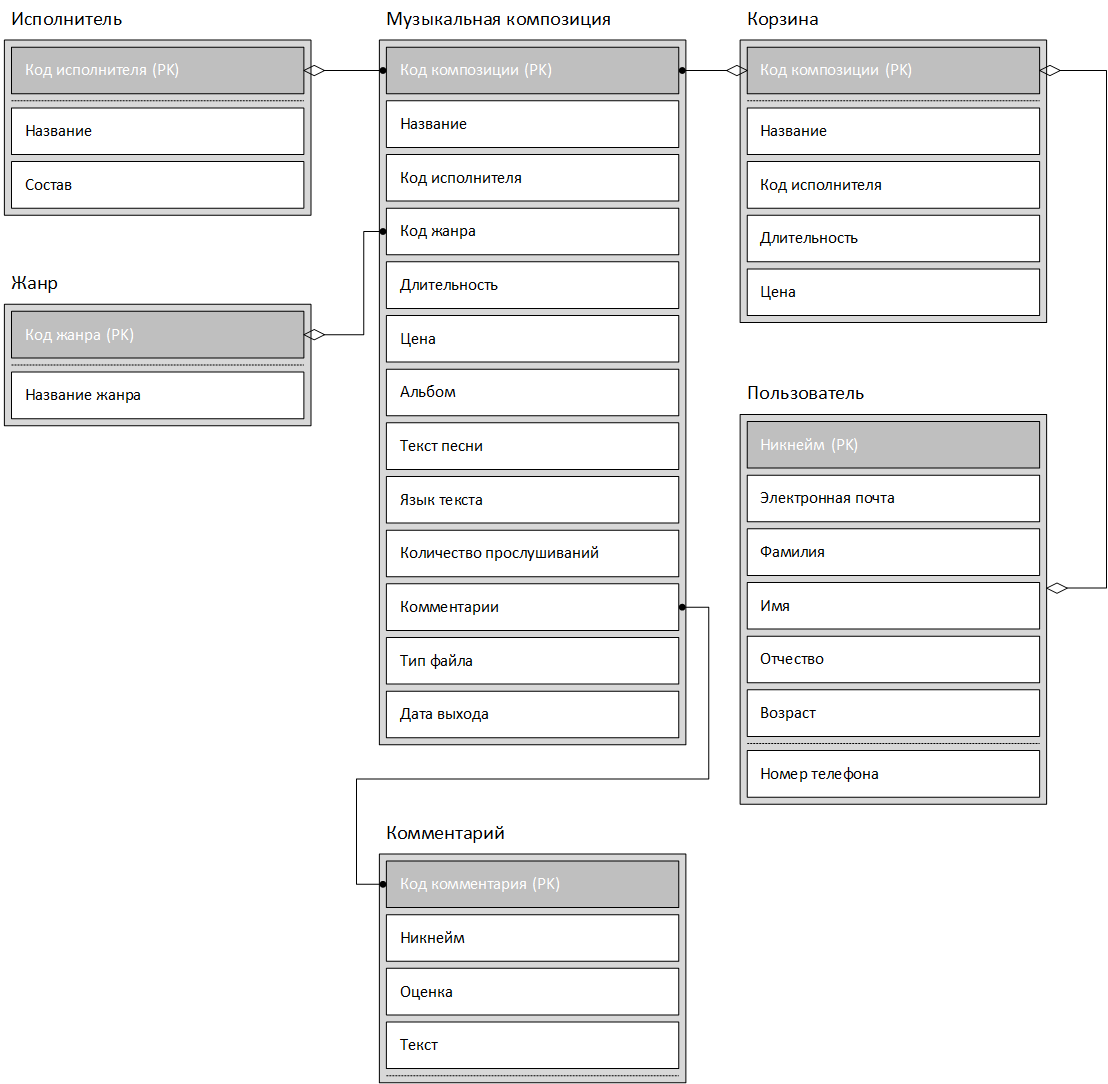 Исполнитель
Код исполнителя (PK)
Название
Состав
Жанр
Код жанра (PK)
Название жанра
Музыкальная композиция
Код композиции (PK)
Название
Код исполнителя
Код жанра
Длительность
Цена
Альбом
Текст песни
Язык текста
Количество прослушиваний
Комментарии
Тип файла
Дата выхода
Комментарий
Код комментария (PK)
Никнейм
Оценка
Текст
Корзина
Код композиции (PK)
Название
Код исполнителя
Длительность
Цена
Пользователь
Никнейм (PK)
Электронная почта
Фамилия
Имя
Отчество
Возраст
Номер телефона